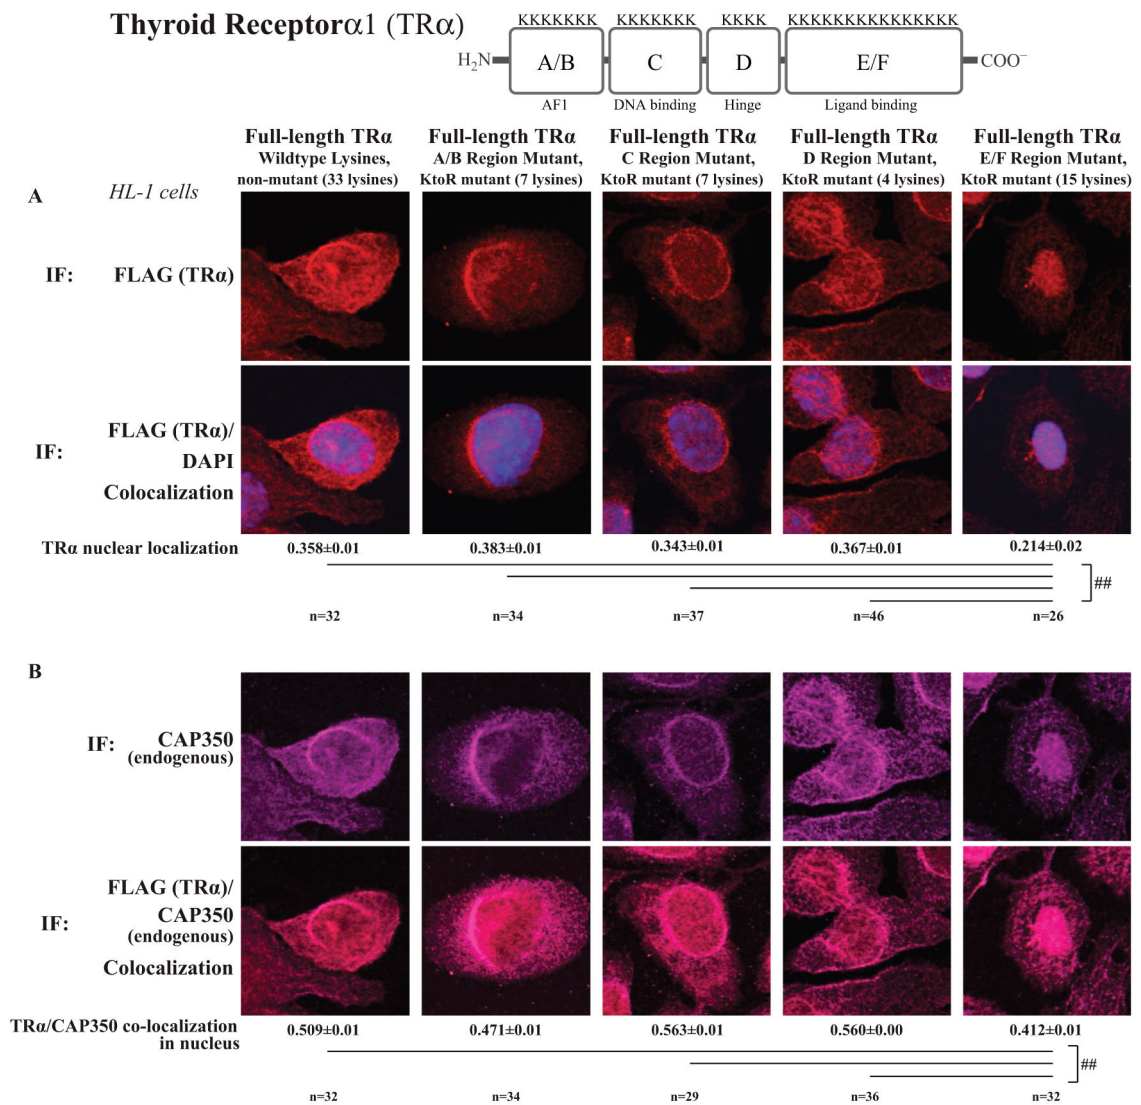 Thyroid Receptorα1 (TRα)
KKKKKKK KKKKKKK KKKK KKKKKKKKKKKKKKK
H₂N A/B C D E/F COO⁻
AF1 DNA binding Hinge Ligand binding
Full-length TRα Full-length TRα Full-length TRα Full-length TRα Full-length TRα
Wildtype Lysines, A/B Region Mutant, C Region Mutant, D Region Mutant, E/F Region Mutant,
non-mutant (33 lysines) KtoR mutant (7 lysines) KtoR mutant (7 lysines) KtoR mutant (4 lysines) KtoR mutant (15 lysines)
A HL-1 cells
IF: FLAG (TRα)
IF: FLAG (TRα)/
DAPI
Colocalization
TRα nuclear localization 0.358±0.01 0.383±0.01 0.343±0.01 0.367±0.01 0.214±0.02
##
n=32 n=34 n=37 n=46 n=26
B
IF: CAP350
(endogenous)
IF: FLAG (TRα)/
CAP350
(endogenous)
Colocalization
TRα/CAP350 co-localization
in nucleus 0.509±0.01 0.471±0.01 0.563±0.01 0.560±0.00 0.412±0.01
##
n=32 n=34 n=29 n=36 n=32